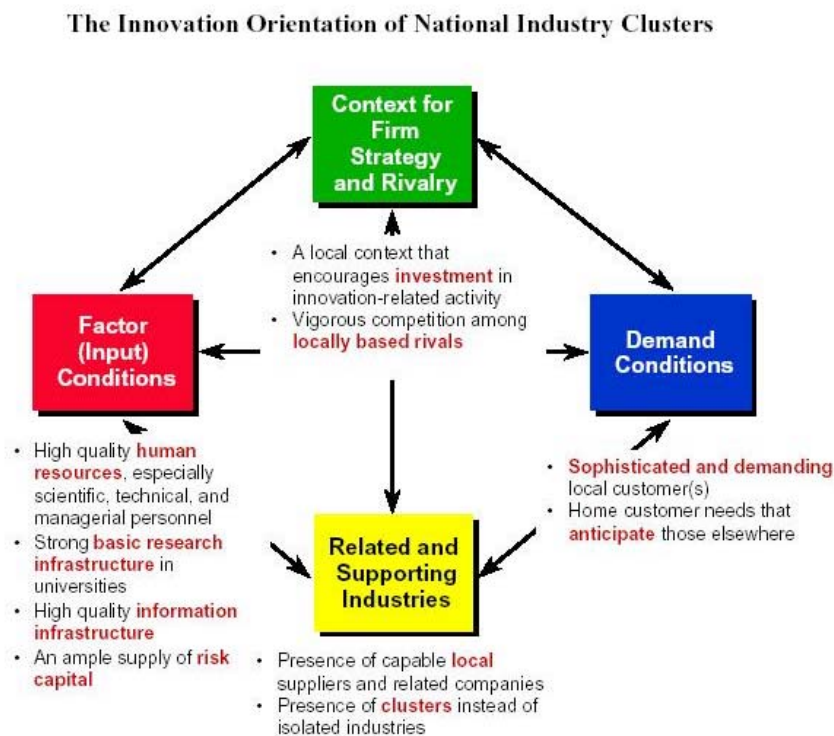 The Innovation Orientation of National Industry Clusters
Context for
Firm
Strategy
and Rivalry
• A local context that
encourages investment in
innovation-related activity
• Vigorous competition among
locally based rivals
Factor
(Input)
Conditions
Demand
Conditions
• High quality human
resources, especially
scientific, technical, and
managerial personnel
• Strong basic research
infrastructure in
universities
• High quality information
infrastructure
• An ample supply of risk
capital
• Sophisticated and demanding
local customer(s)
• Home customer needs that
anticipate those elsewhere
Related and
Supporting
Industries
• Presence of capable local
suppliers and related companies
• Presence of clusters instead of
isolated industries